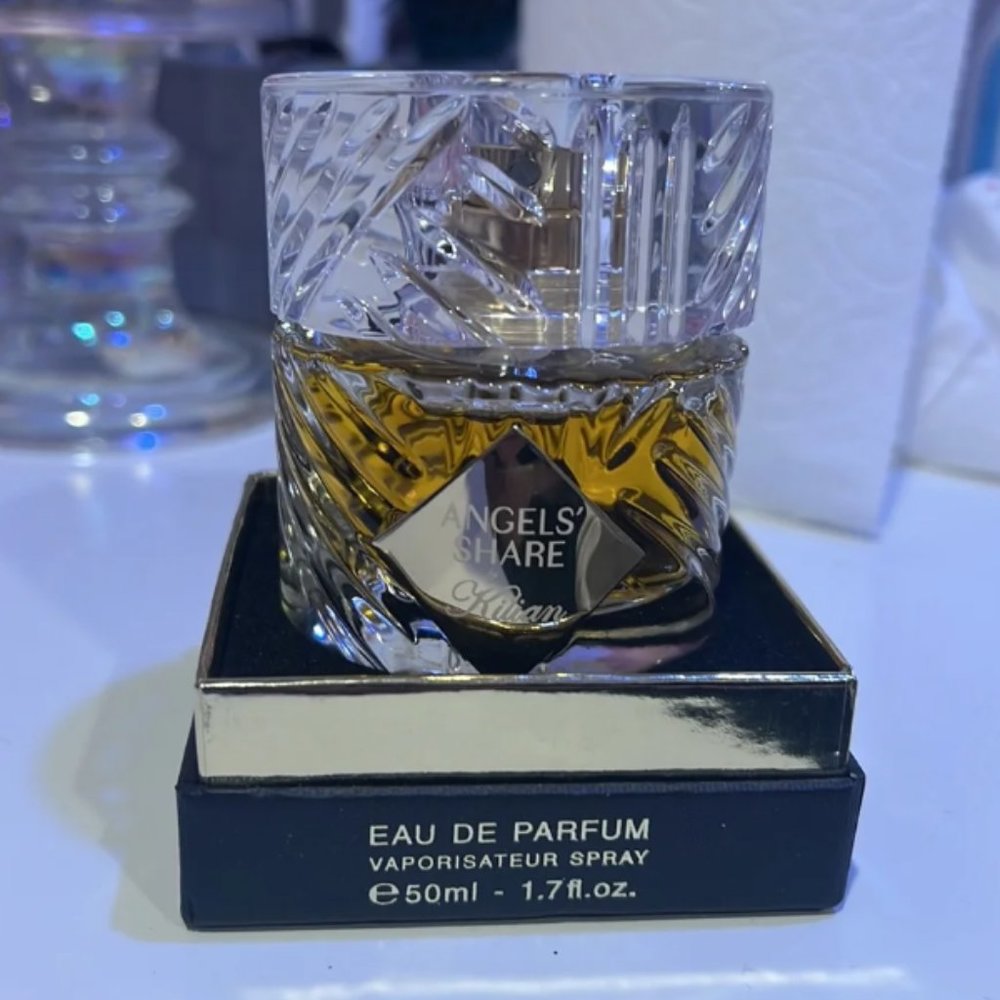 ANGELS'
SHARE
Kilian
EAU DE PARFUM
VAPORISATEUR SPRAY
℮50ml - 1.7fl.oz.